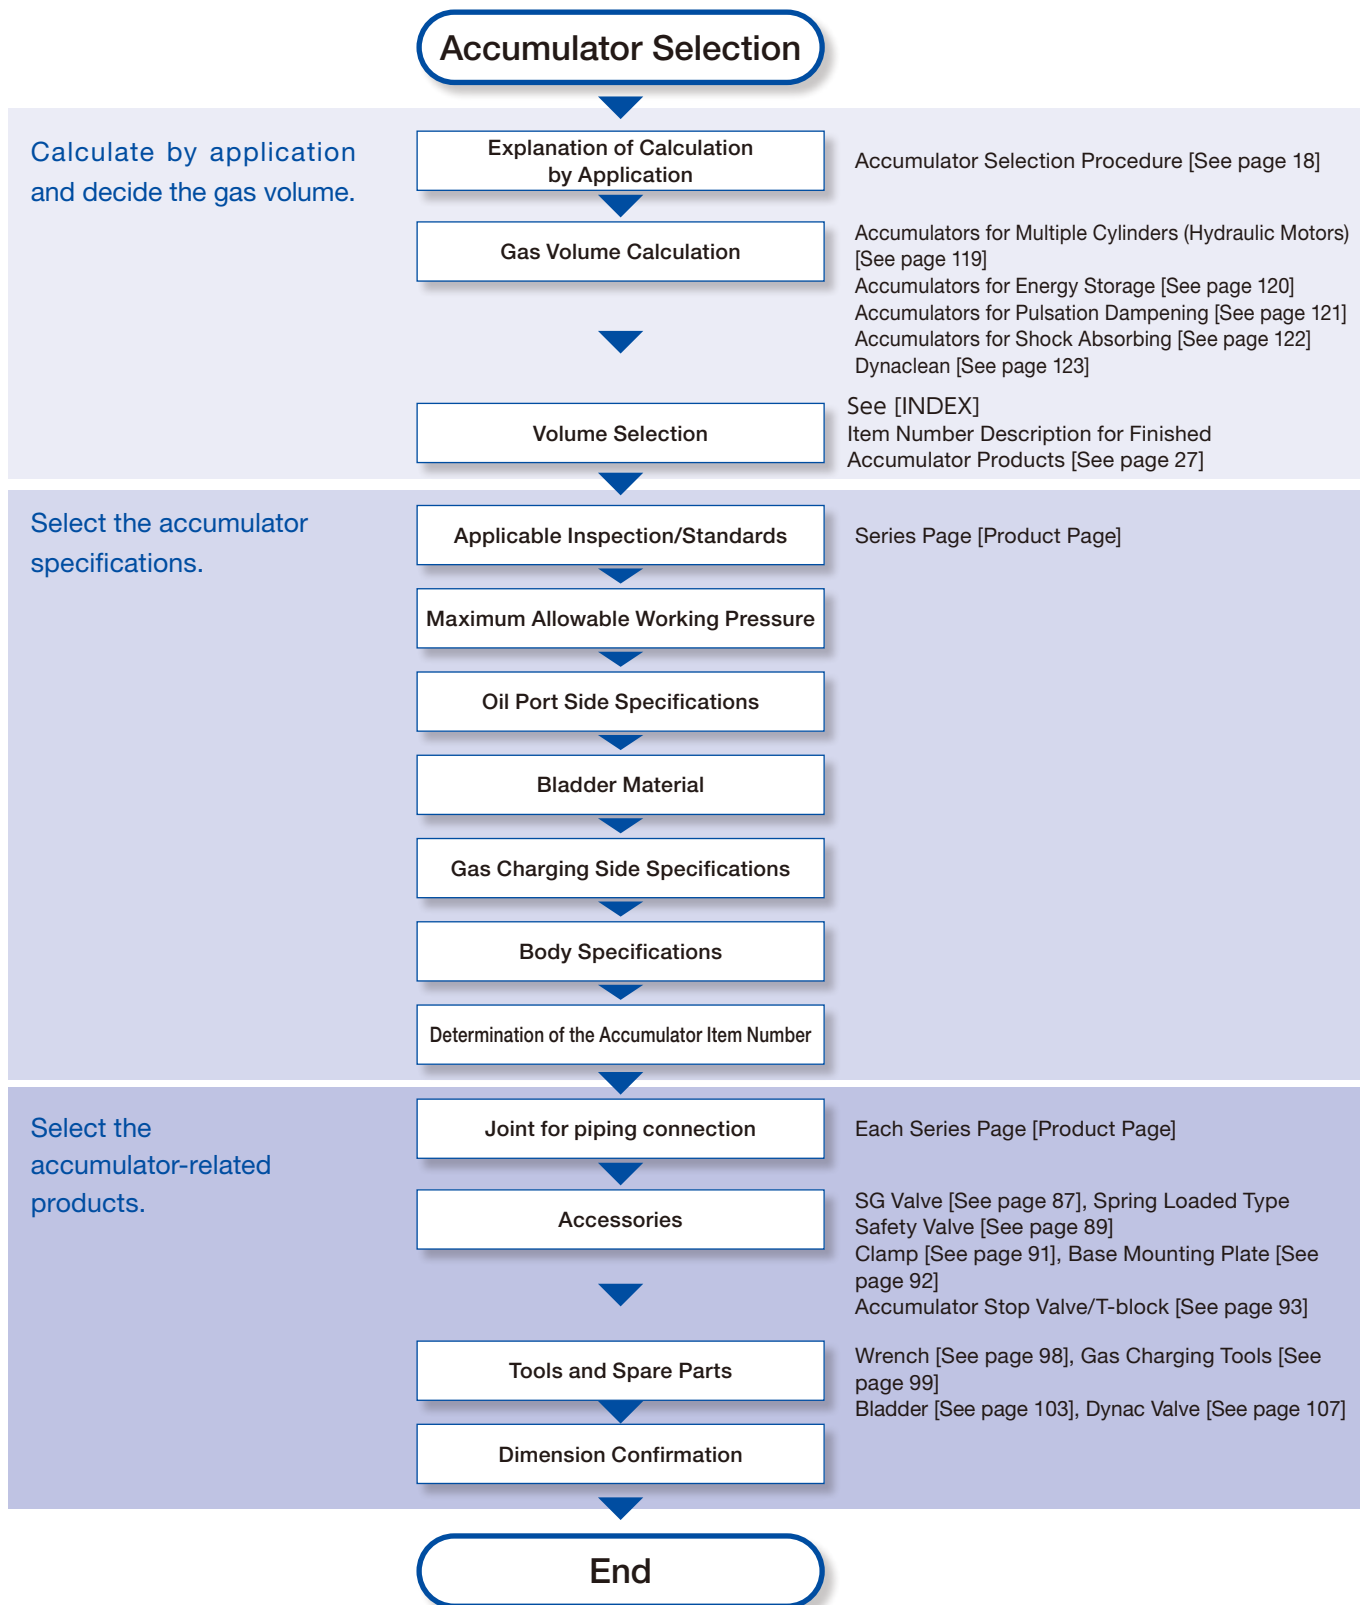 Accumulator Selection
Calculate by application
and decide the gas volume.
Explanation of Calculation
by Application
Accumulator Selection Procedure [See page 18]
Gas Volume Calculation
Accumulators for Multiple Cylinders (Hydraulic Motors)
[See page 119]
Accumulators for Energy Storage [See page 120]
Accumulators for Pulsation Dampening [See page 121]
Accumulators for Shock Absorbing [See page 122]
Dynaclean [See page 123]
Volume Selection
See [INDEX]
Item Number Description for Finished
Accumulator Products [See page 27]
Select the accumulator
specifications.
Applicable Inspection/Standards
Series Page [Product Page]
Maximum Allowable Working Pressure
Oil Port Side Specifications
Bladder Material
Gas Charging Side Specifications
Body Specifications
Determination of the Accumulator Item Number
Select the
accumulator-related
products.
Joint for piping connection
Each Series Page [Product Page]
Accessories
SG Valve [See page 87], Spring Loaded Type
Safety Valve [See page 89]
Clamp [See page 91], Base Mounting Plate [See
page 92]
Accumulator Stop Valve/T-block [See page 93]
Tools and Spare Parts
Wrench [See page 98], Gas Charging Tools [See
page 99]
Bladder [See page 103], Dynac Valve [See page 107]
Dimension Confirmation
End